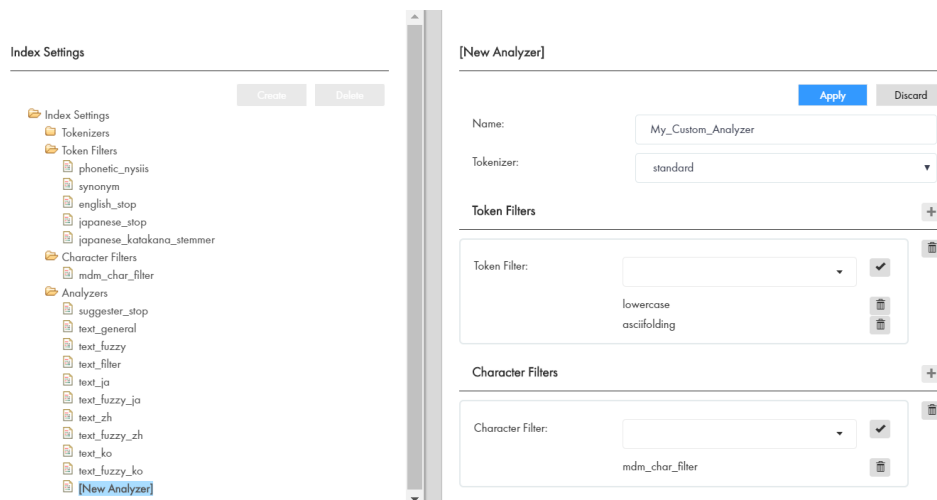 Index Settings
Create
Delete
Index Settings
Tokenizers
Token Filters
phonetic_nysiis
synonym
english_stop
japanese_stop
japanese_katakana_stemmer
Character Filters
mdm_char_filter
Analyzers
suggester_stop
text_general
text_fuzzy
text_filter
text_ja
text_fuzzy_ja
text_zh
text_fuzzy_zh
text_ko
text_fuzzy_ko
[New Analyzer]
[New Analyzer]
Apply
Discard
Name:
My_Custom_Analyzer
Tokenizer:
standard
Token Filters
Token Filter:
lowercase
asciifolding
Character Filters
Character Filter:
mdm_char_filter